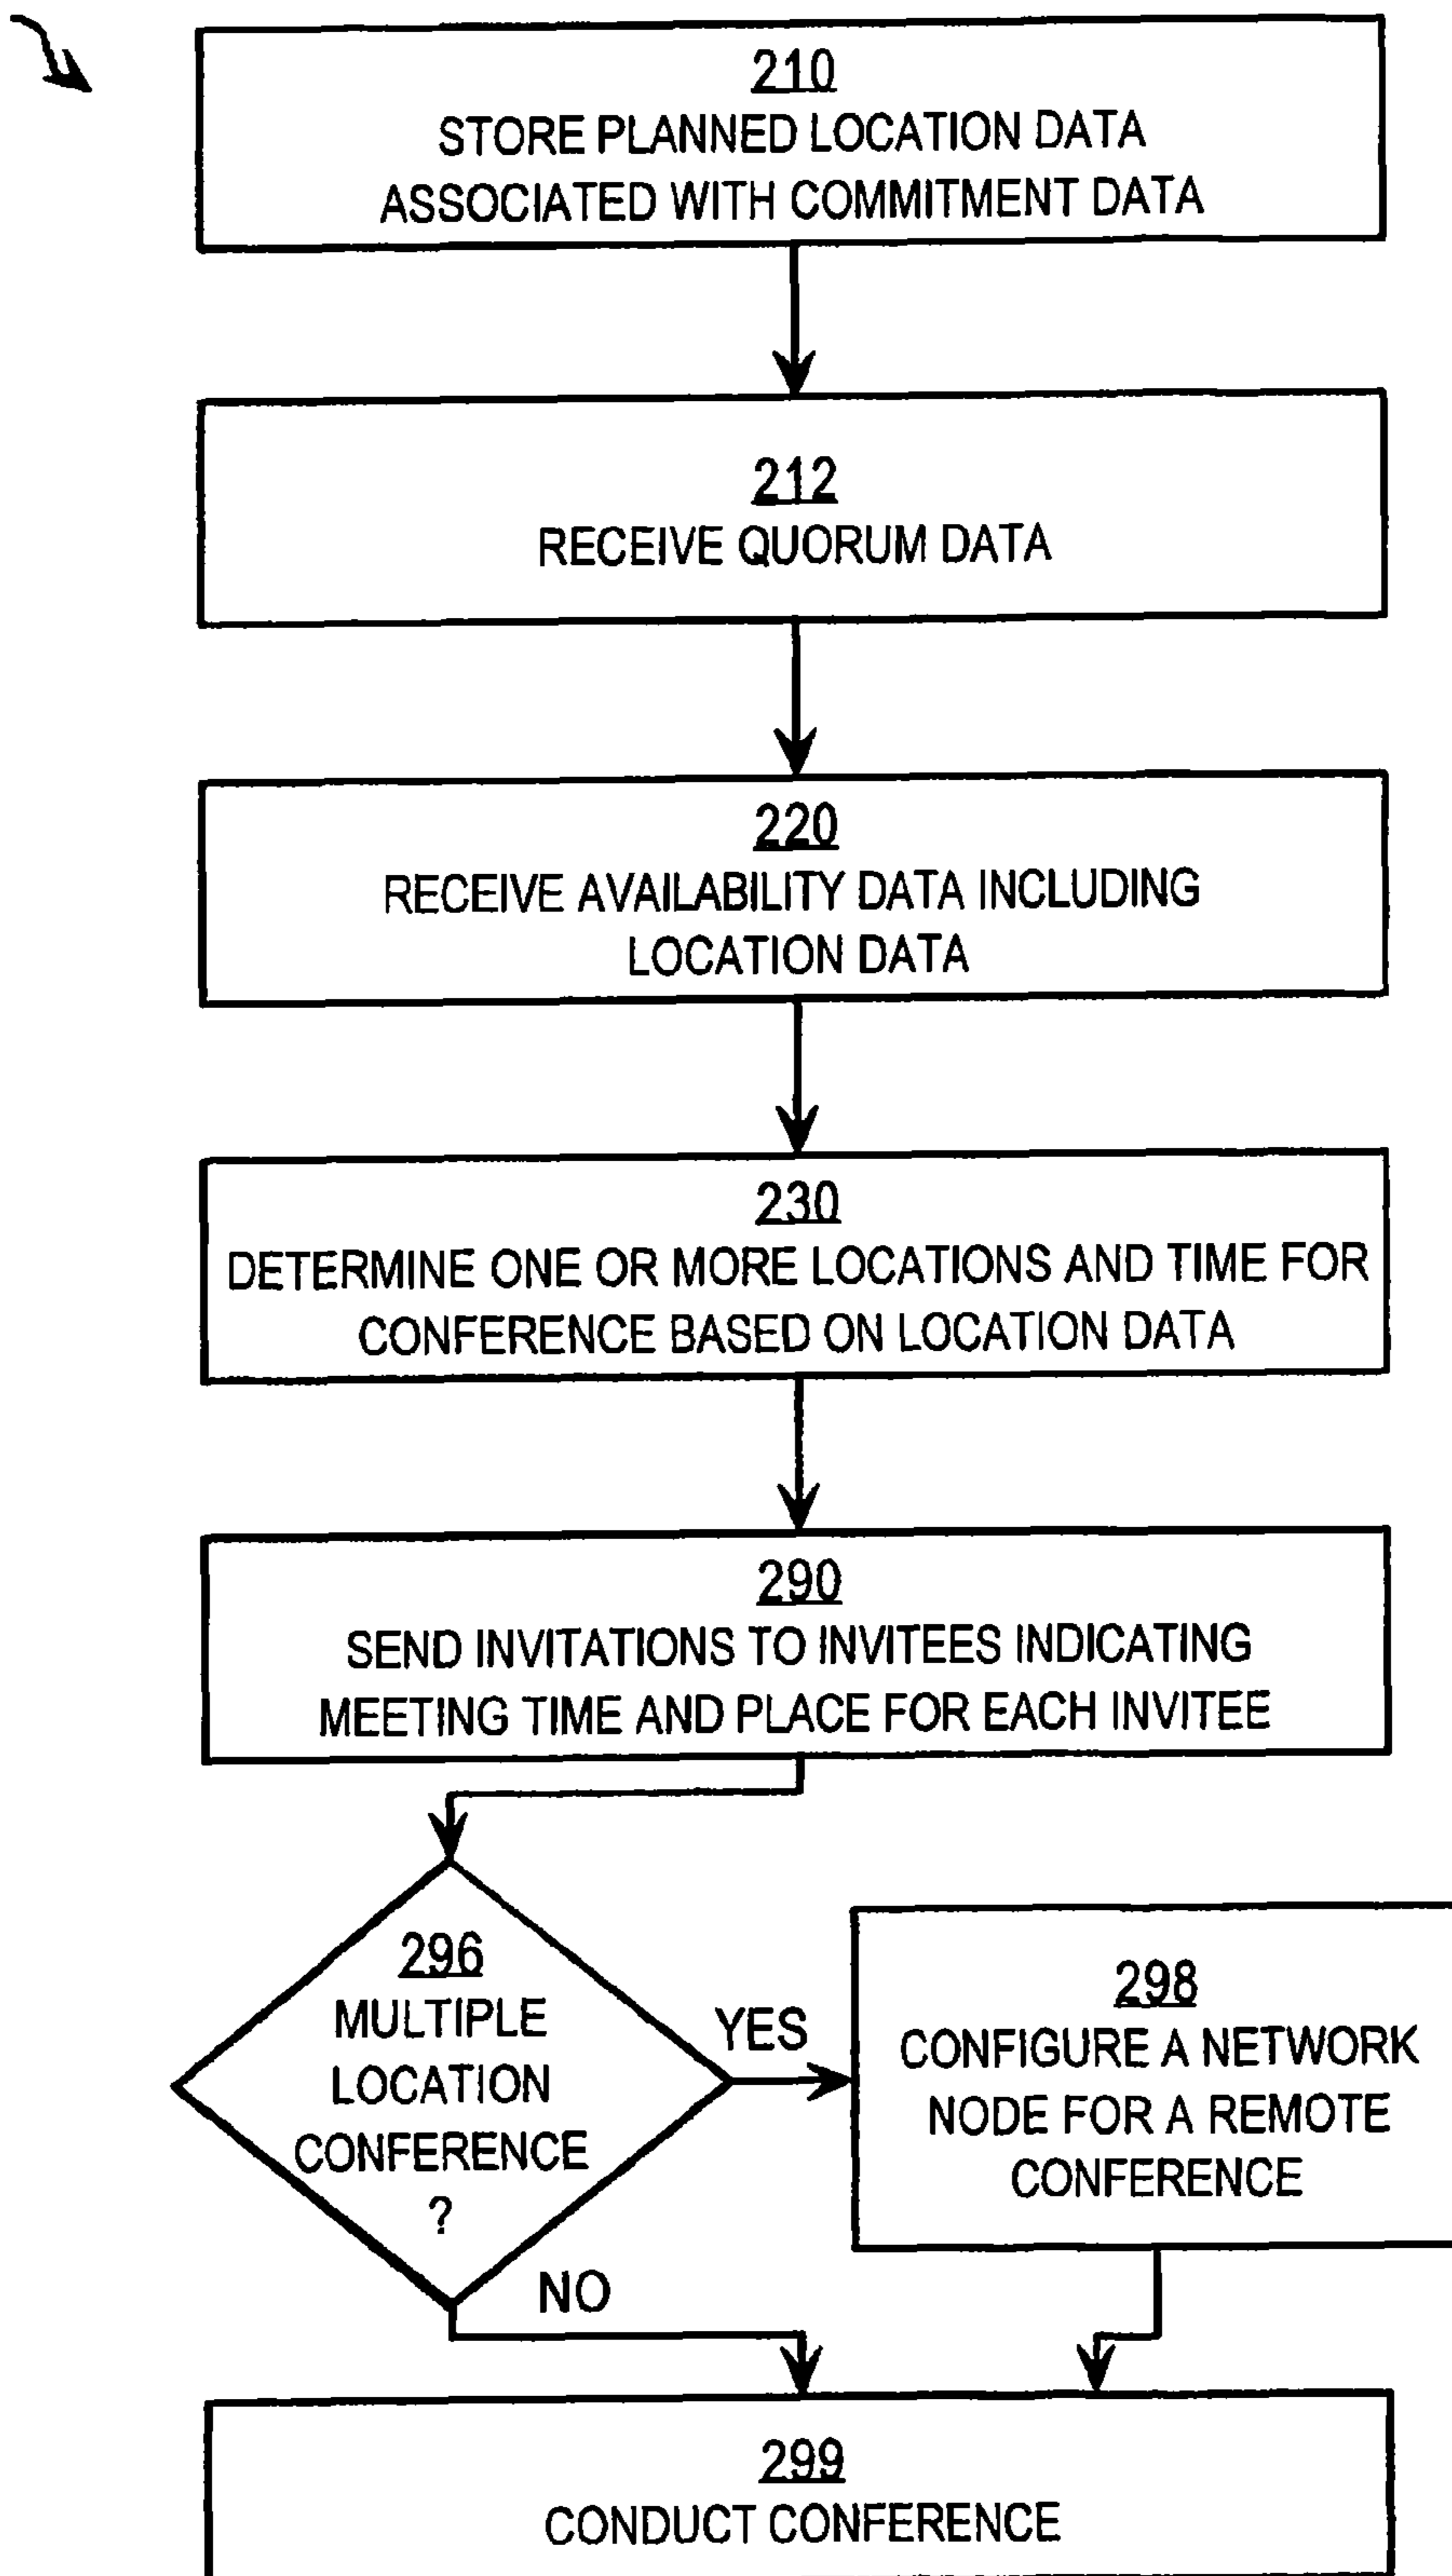 210
STORE PLANNED LOCATION DATA
ASSOCIATED WITH COMMITMENT DATA
212
RECEIVE QUORUM DATA
220
RECEIVE AVAILABILITY DATA INCLUDING
LOCATION DATA
230
DETERMINE ONE OR MORE LOCATIONS AND TIME FOR
CONFERENCE BASED ON LOCATION DATA
290
SEND INVITATIONS TO INVITEES INDICATING
MEETING TIME AND PLACE FOR EACH INVITEE
296
MULTIPLE
LOCATION
CONFERENCE
?
YES
298
CONFIGURE A NETWORK
NODE FOR A REMOTE
CONFERENCE
NO
299
CONDUCT CONFERENCE